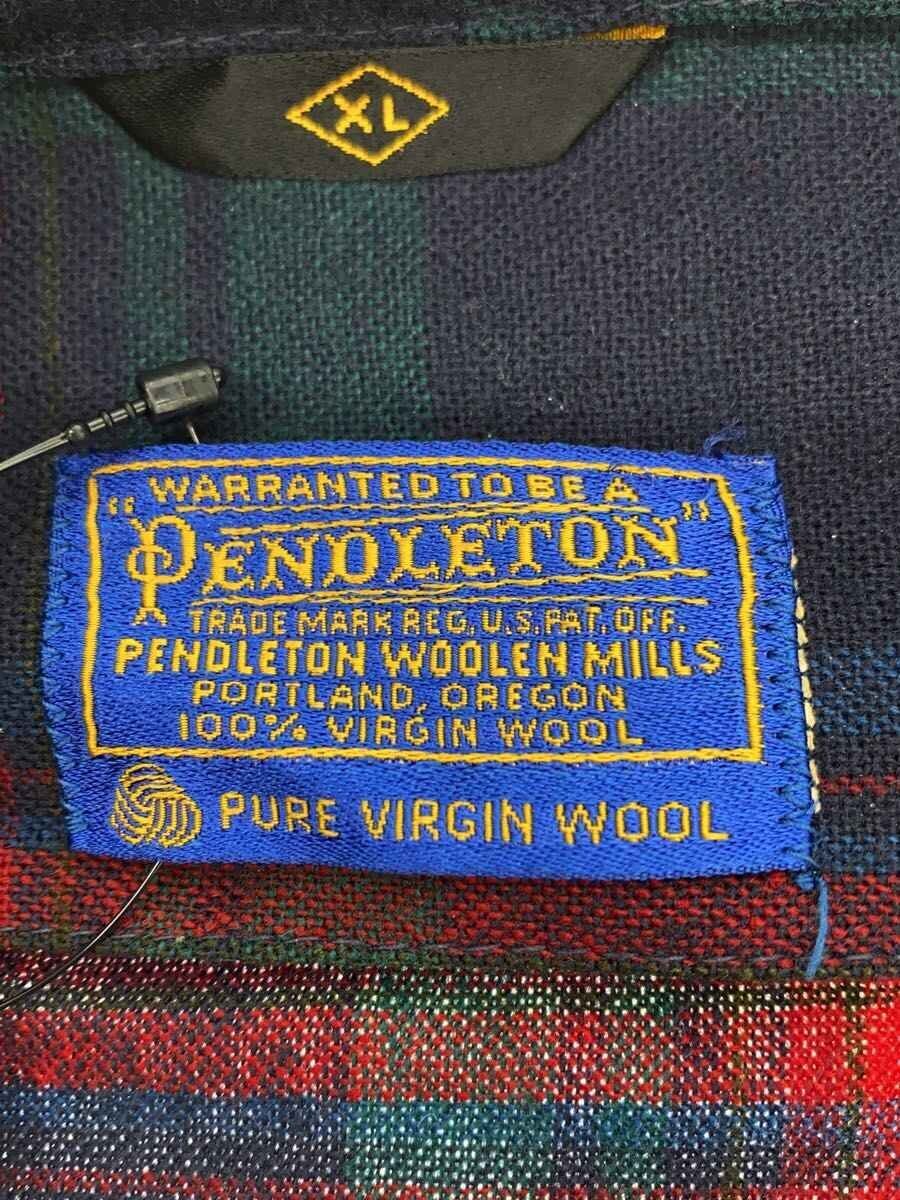 XL
WARRANTED TO BE A
"PENDLETON"
TRADE MARK REG. U.S. PAT. OFF.
PENDLETON WOOLEN MILLS
PORTLAND, OREGON
100% VIRGIN WOOL
PURE VIRGIN WOOL